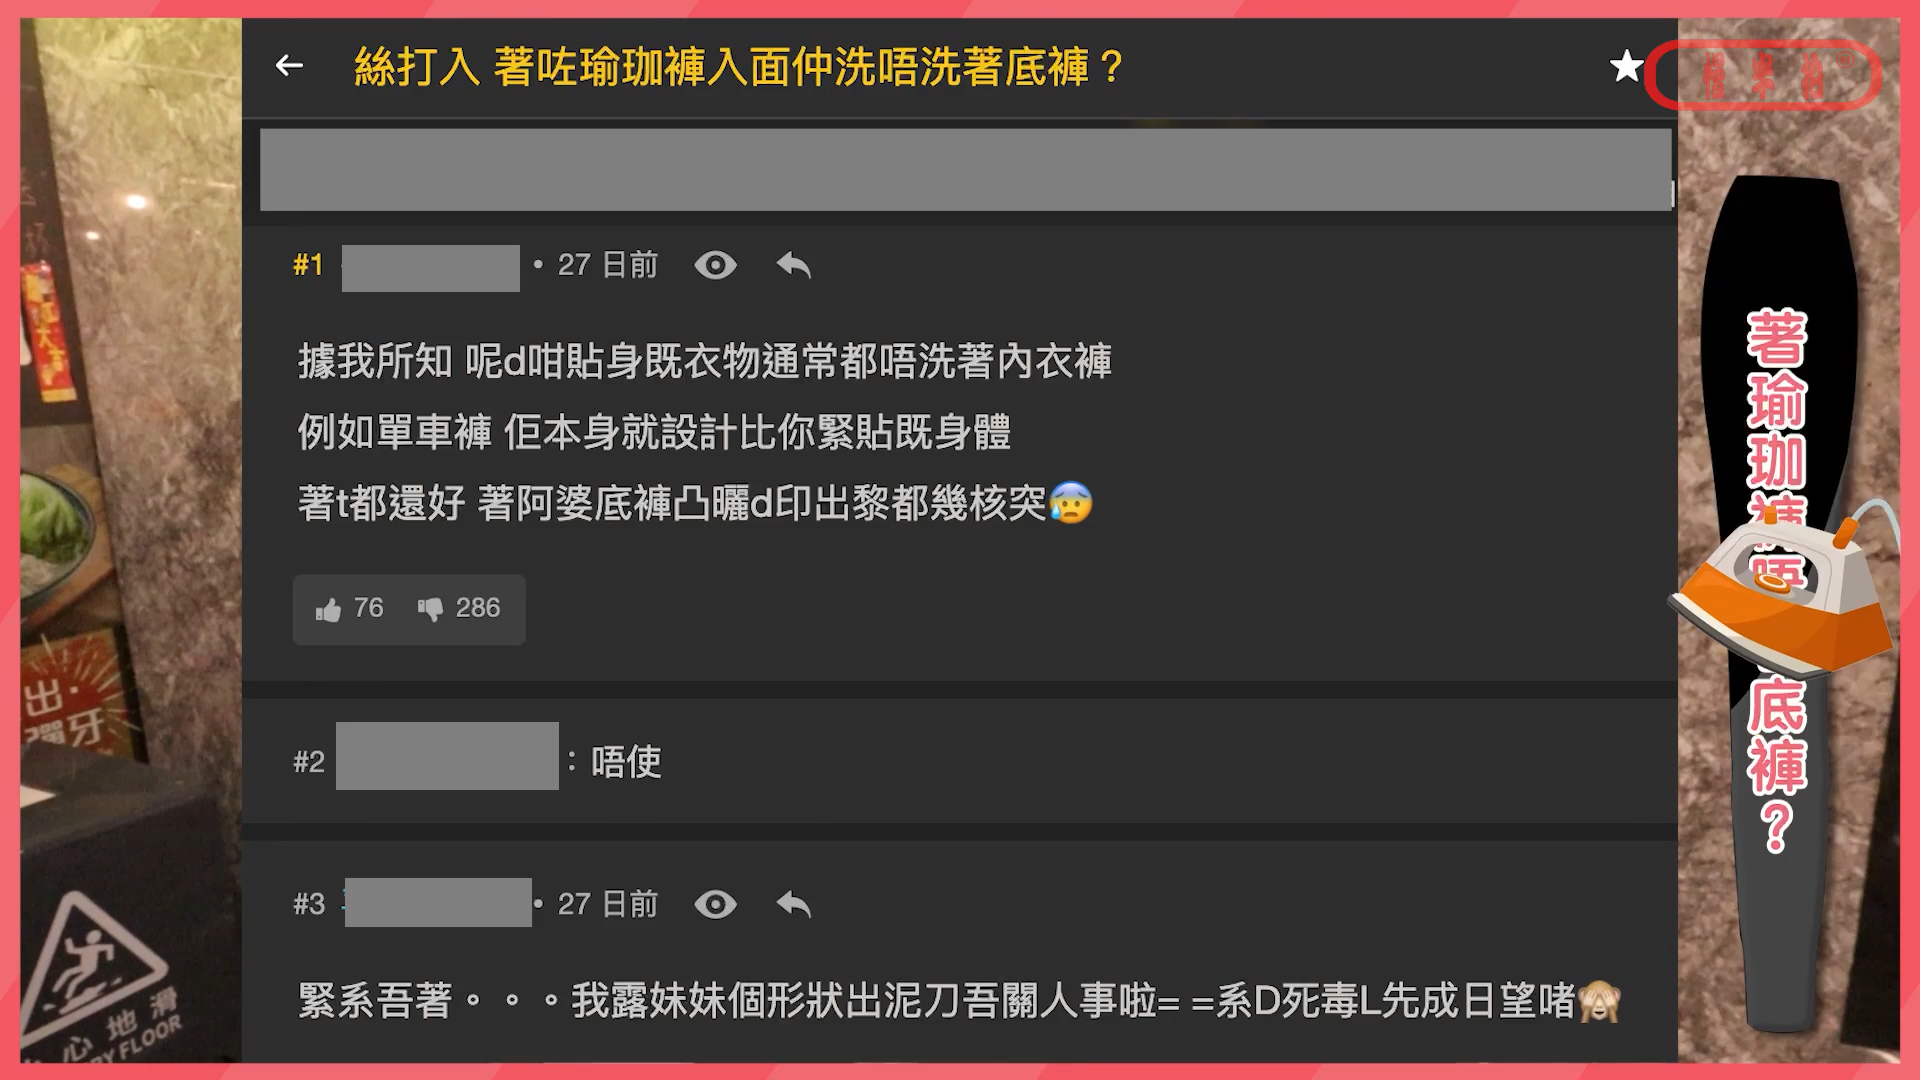 絲打入 著咗瑜珈褲入面仲洗唔洗著底褲？
#1 • 27 日前
據我所知 呢d咁貼身既衣物通常都唔洗著內衣褲
例如單車褲 佢本身就設計比你緊貼既身體
著t都還好 著阿婆底褲凸曬d印出黎都幾核突😰
76 286
#2 ：唔使
#3 • 27 日前
緊系吾著。。。我露妹妹個形狀出泥刀吾關人事啦= =系D死毒L先成日望啫🙈
著瑜珈褲唔
底褲？
大吉
出·
彈牙
心地滑
FLOOR